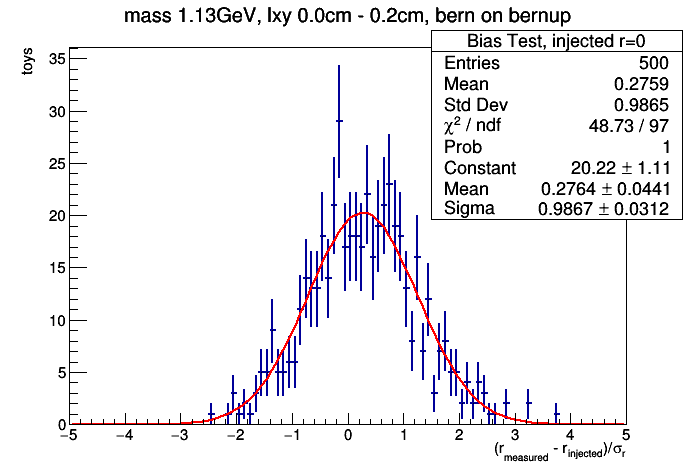 mass 1.13GeV, lxy 0.0cm - 0.2cm, bern on bernup
Bias Test, injected r=0
Entries 500
Mean 0.2759
Std Dev 0.9865
χ² / ndf 48.73 / 97
Prob 1
Constant 20.22 ± 1.11
Mean 0.2764 ± 0.0441
Sigma 0.9867 ± 0.0312
toys
35
30
25
20
15
10
5
0
−5 −4 −3 −2 −1 0 1 2 3 4 5
(r_measured - r_injected)/σ_r